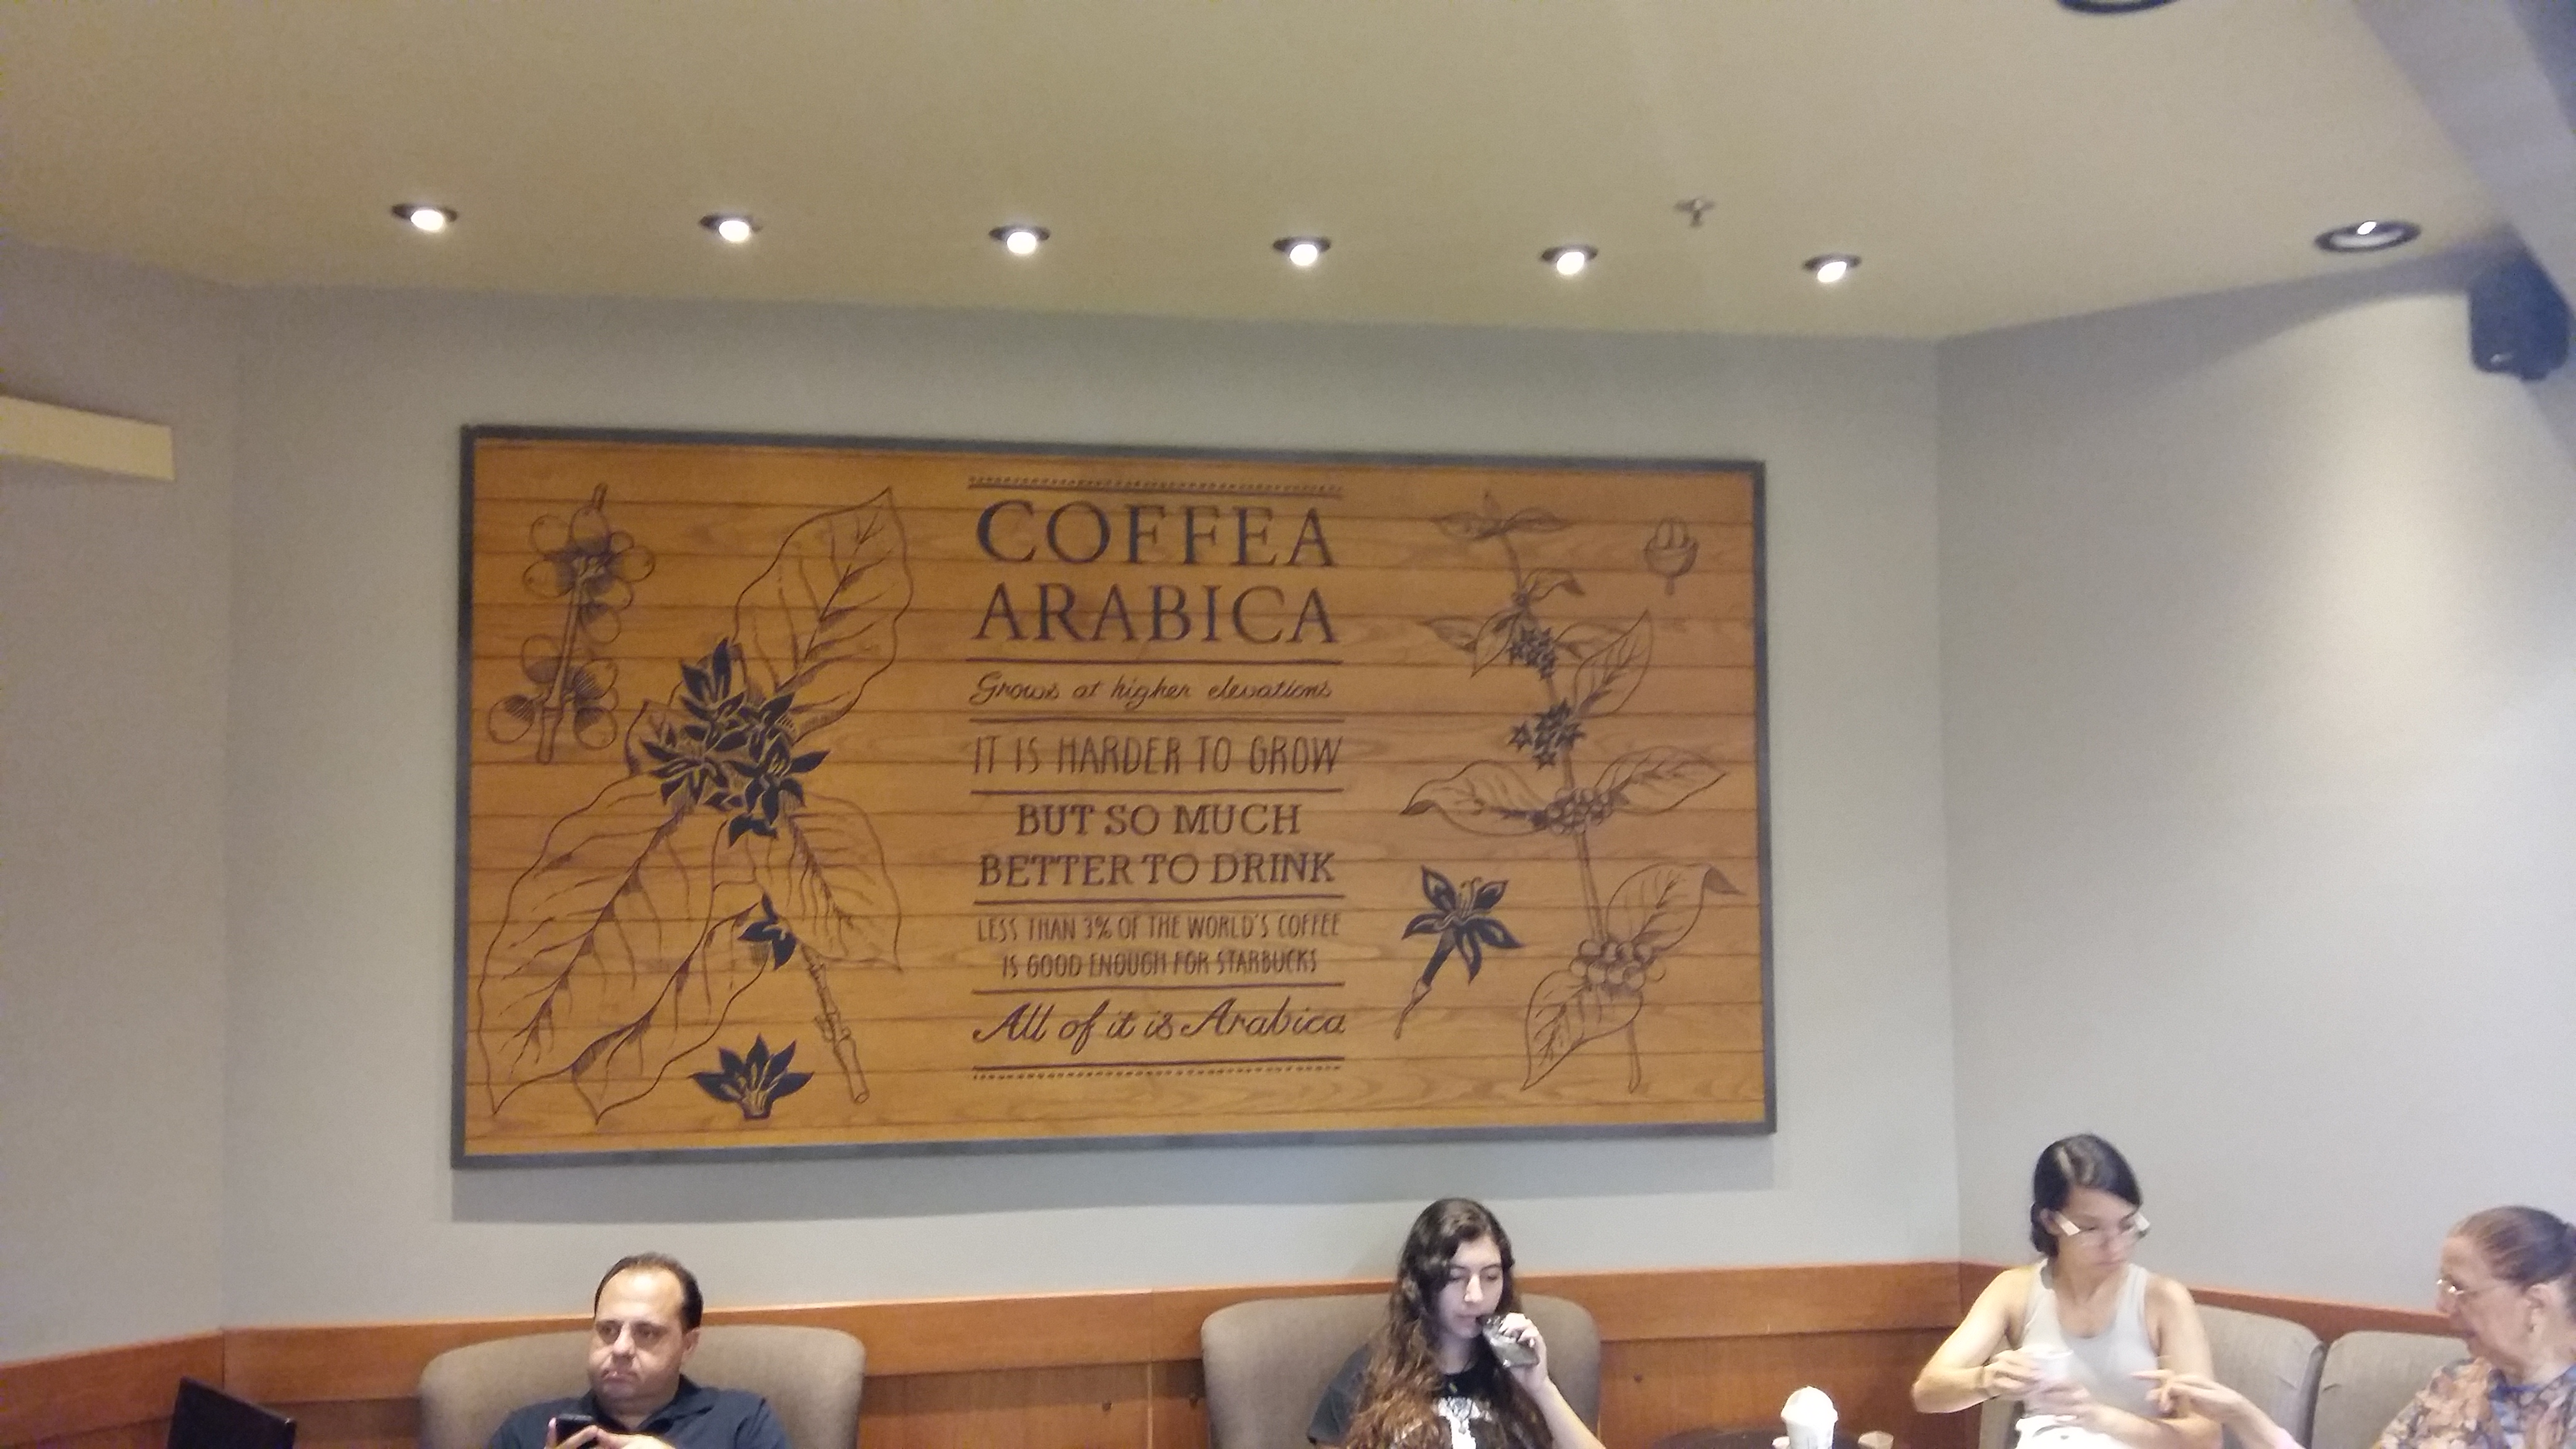 COFFEA
ARABICA
Grows at higher elevations
IT IS HARDER TO GROW
BUT SO MUCH
BETTER TO DRINK
LESS THAN 3% OF THE WORLD'S COFFEE
IS GOOD ENOUGH FOR STARBUCKS
All of it is Arabica